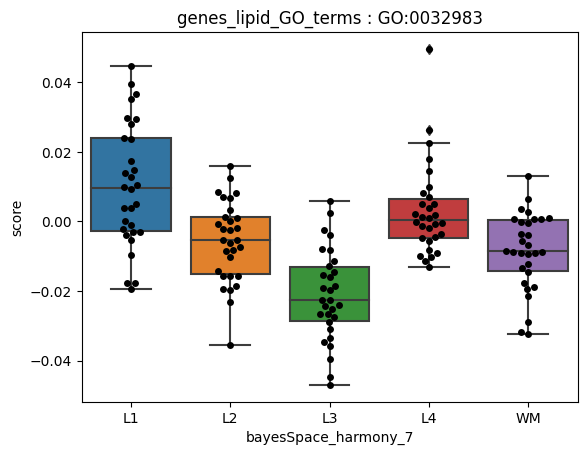 genes_lipid_GO_terms : GO:0032983
0.04
0.02
0.00
−0.02
−0.04
score
L1 L2 L3 L4 WM
bayesSpace_harmony_7